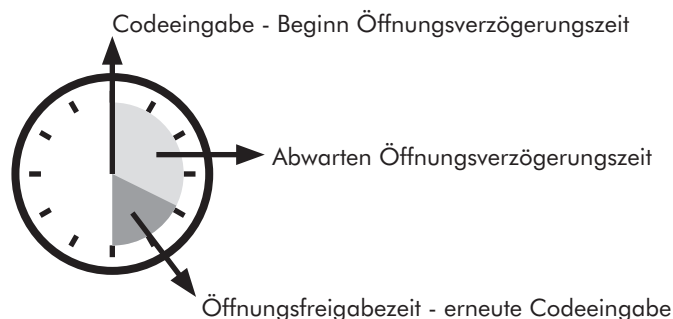 Codeeingabe - Beginn Öffnungsverzögerungszeit
Abwarten Öffnungsverzögerungszeit
Öffnungsfreigabezeit - erneute Codeeingabe